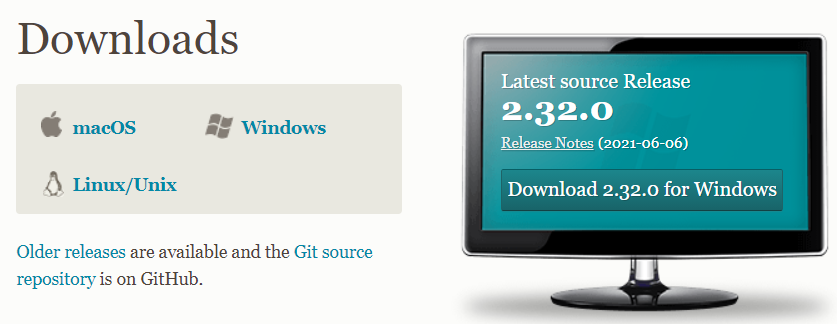 Downloads
macOS
Windows
Linux/Unix
Older releases are available and the Git source
repository is on GitHub.
Latest source Release
2.32.0
Release Notes (2021-06-06)
Download 2.32.0 for Windows